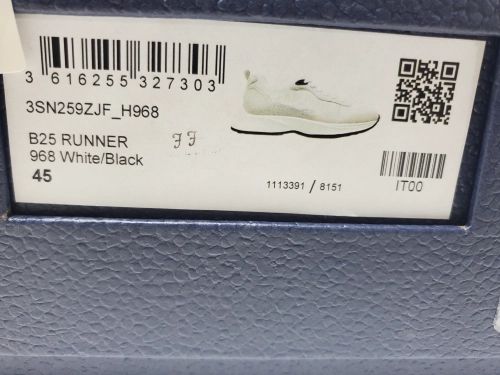 3 616255 327303
3SN259ZJF_H968
B25 RUNNER
968 White/Black
45
1113391 / 8151
IT00